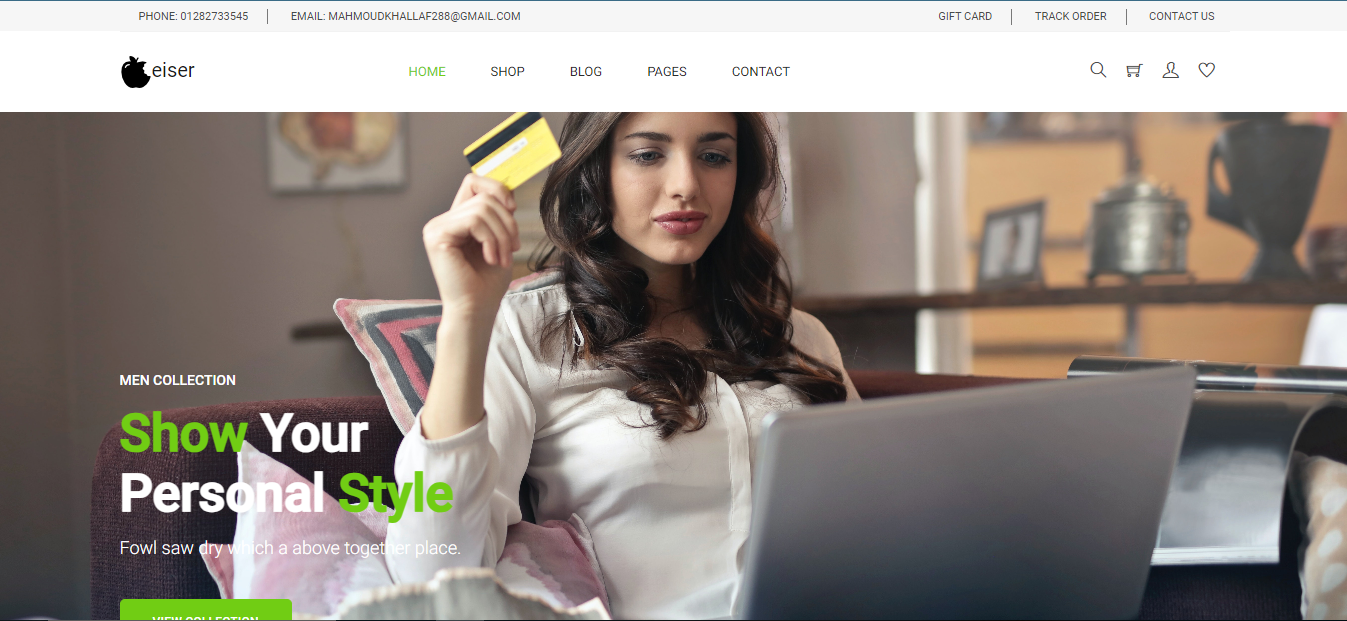 PHONE: 01282733545
EMAIL: MAHMOUDKHALLAF288@GMAIL.COM
GIFT CARD
TRACK ORDER
CONTACT US
eiser
HOME
SHOP
BLOG
PAGES
CONTACT
MEN COLLECTION
Show Your
Personal Style
Fowl saw dry which a above together place.
VIEW COLLECTION